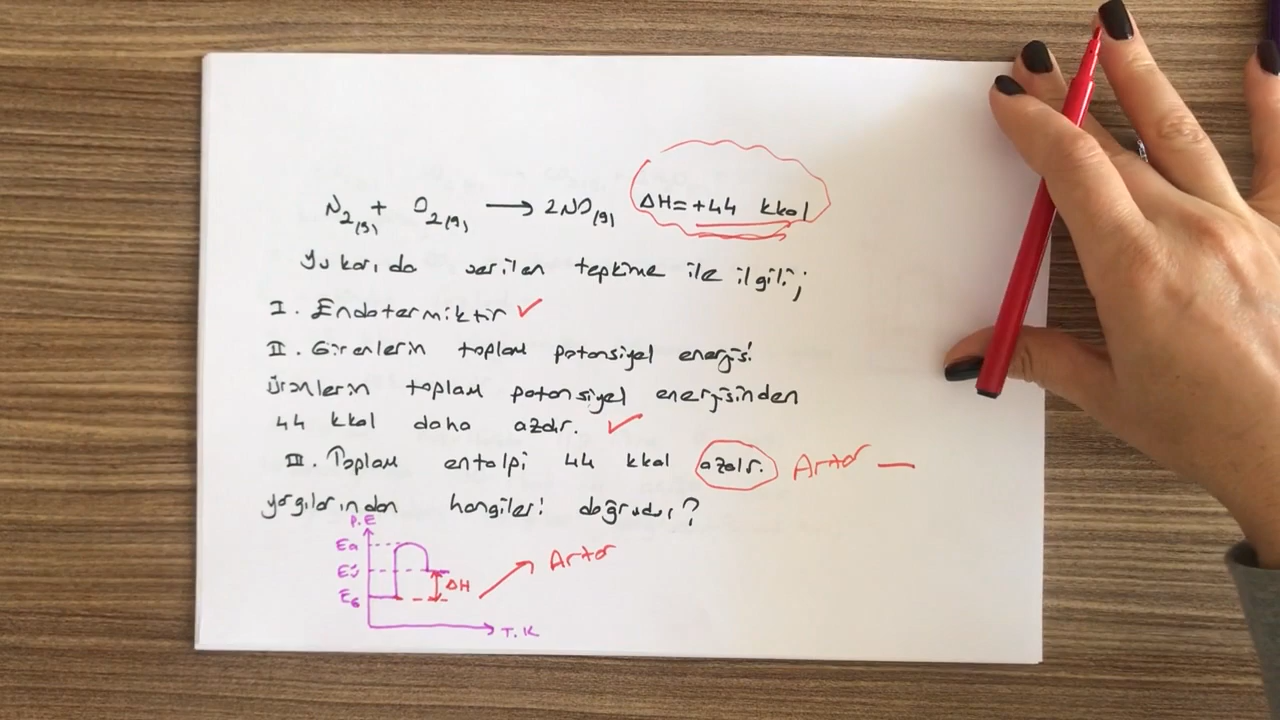 N2(g) + O2(g) → 2NO(g) ΔH=+44 kkal
Yukarıda verilen tepkime ile ilgili;
I. Endotermiktir ✓
II. Girenlerin toplam potansiyel enerjisi
ürünlerin toplam potansiyel enerjisinden
44 kkal daha azdır. ✓
III. Toplam entalpi 44 kkal azalır. Artar —
yargılarından hangileri doğrudur?
P.E
Ea
Eü
EG
ΔH
Artar
T.K